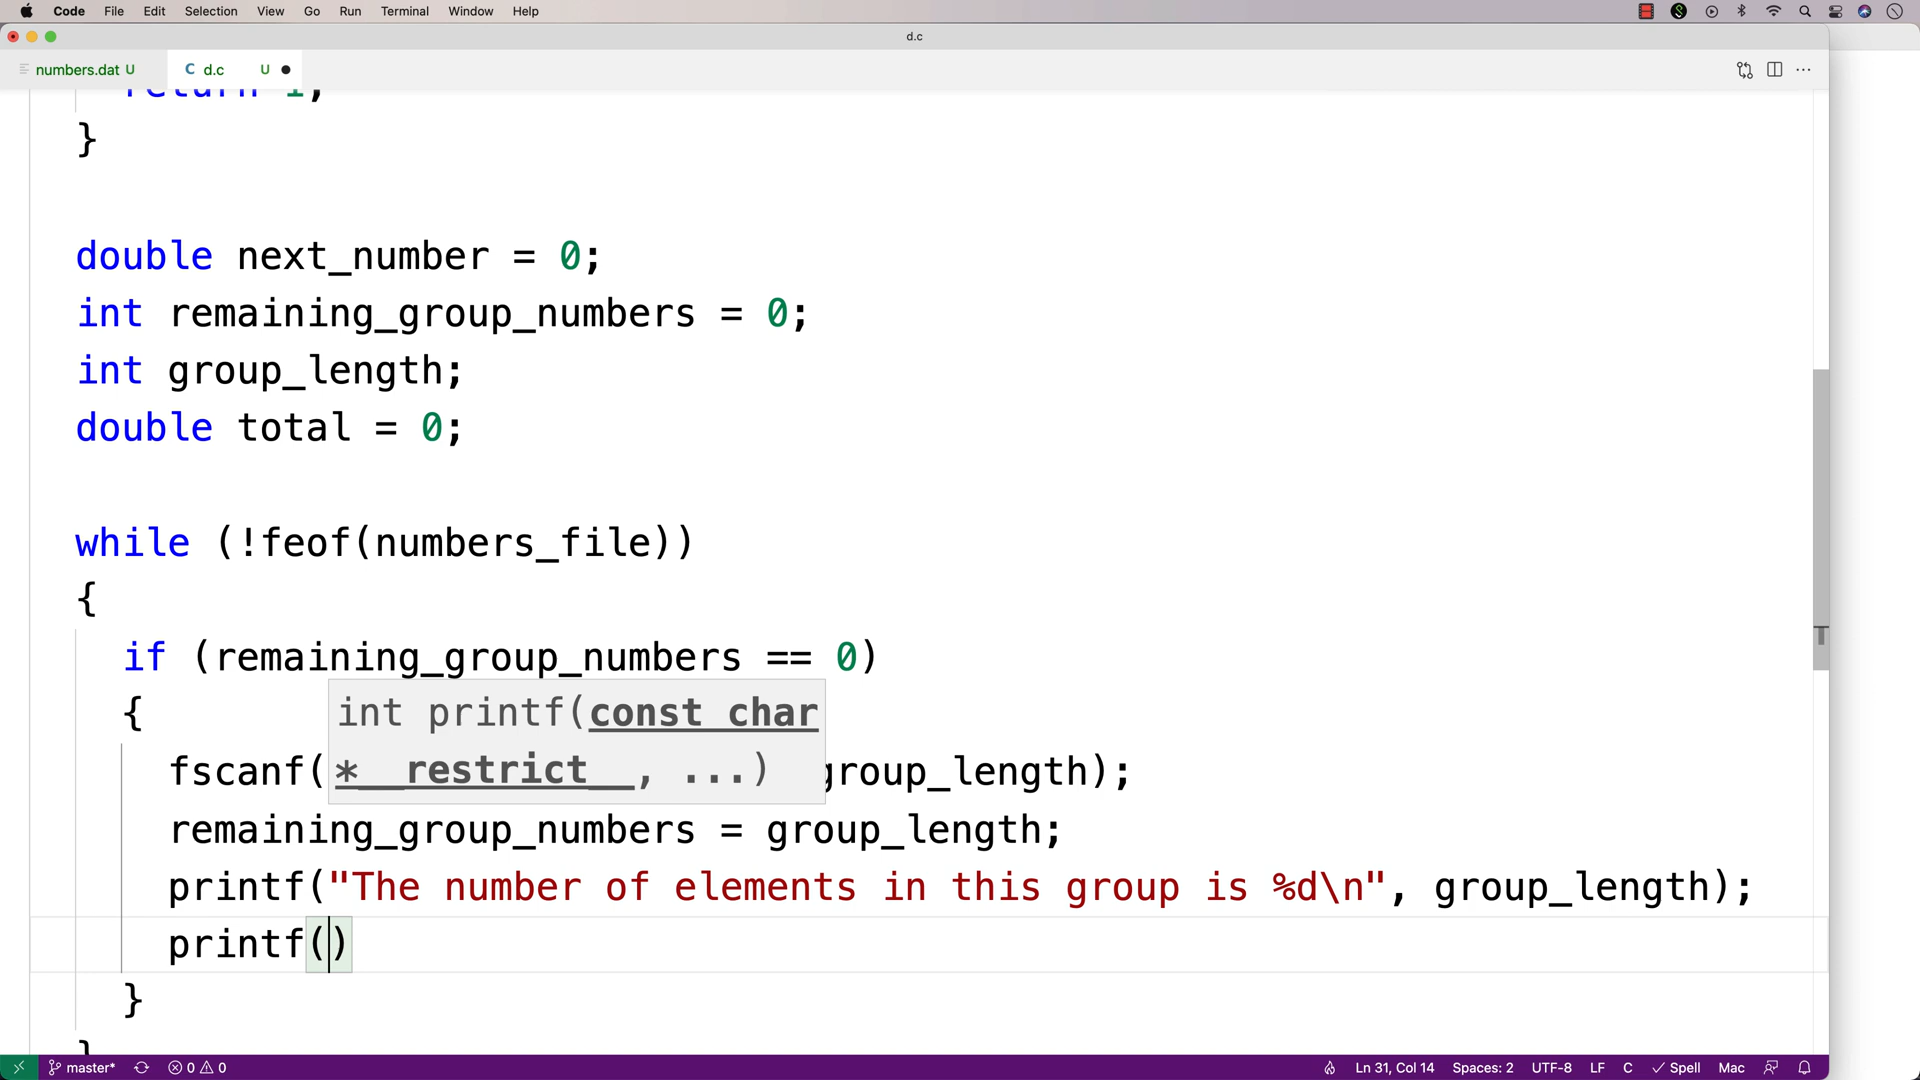 Code File Edit Selection View Go Run Terminal Window Help
d.c
numbers.dat U C d.c U
return 1;
}
double next_number = 0;
int remaining_group_numbers = 0;
int group_length;
double total = 0;
while (!feof(numbers_file))
{
if (remaining_group_numbers == 0)
{
int printf(const char
*__restrict__, ...)
fscanf( group_length);
remaining_group_numbers = group_length;
printf("The number of elements in this group is %d\n", group_length);
printf()
}
}
master* 0 0 Ln 31, Col 14 Spaces: 2 UTF-8 LF C Spell Mac